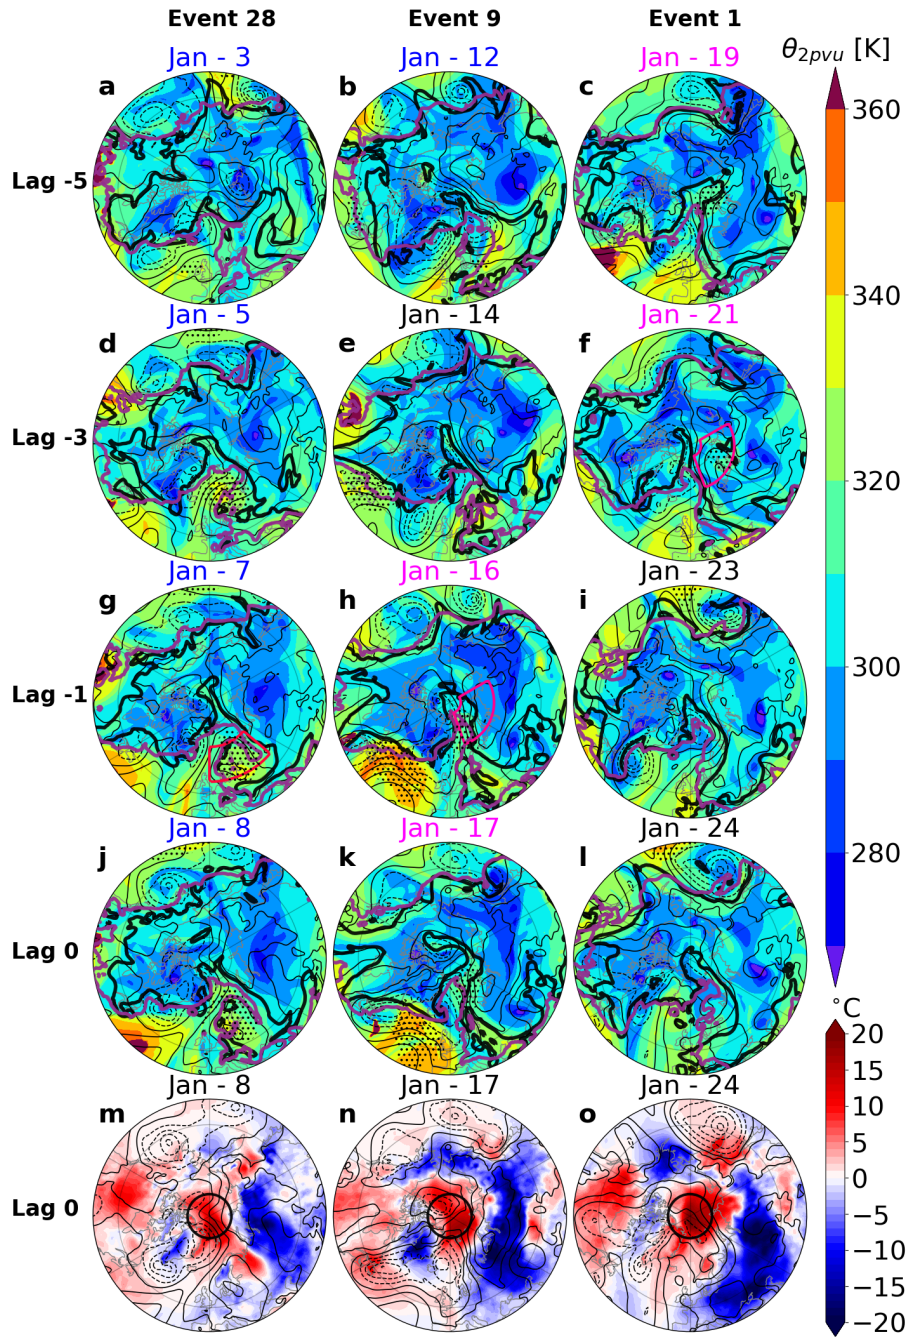 Event 28 Event 9 Event 1
θ2pvu [K]
Jan - 3 Jan - 12 Jan - 19
a b c
Lag -5
360
340
Jan - 5 Jan - 14 Jan - 21
d e f
Lag -3
320
Jan - 7 Jan - 16 Jan - 23
g h i
Lag -1
300
Jan - 8 Jan - 17 Jan - 24
j k l
Lag 0
280
°C
Jan - 8 Jan - 17 Jan - 24
m n o
Lag 0
20
15
10
5
0
−5
−10
−15
−20